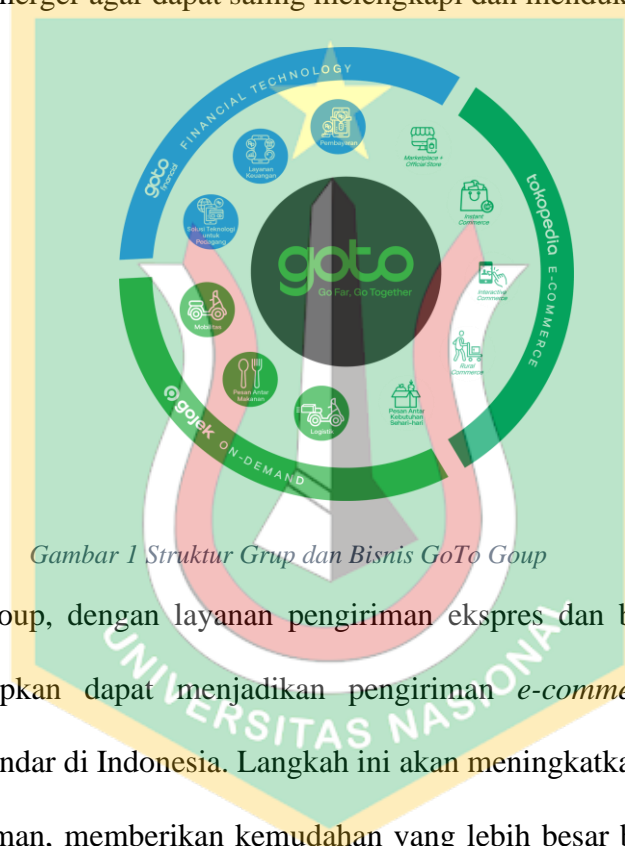 merger agar dapat saling melengkapi dan menduku
goto
financial
FINANCIAL TECHNOLOGY
Pembayaran
Layanan
Keuangan
Solusi Teknologi
untuk
Pedagang
Marketplace +
Official Store
Instant
Commerce
Interactive
Commerce
Rural
Commerce
Pesan Antar
Kebutuhan
Sehari-hari
tokopedia E-COMMERCE
goto
Go Far, Go Together
Mobilitas
Pesan Antar
Makanan
Logistik
gojek ON-DEMAND
Gambar 1 Struktur Grup dan Bisnis GoTo Goup
oup, dengan layanan pengiriman ekspres dan b
pkan dapat menjadikan pengiriman e-comme
ndar di Indonesia. Langkah ini akan meningkatka
man, memberikan kemudahan yang lebih besar b
UNIVERSITAS NASIONAL